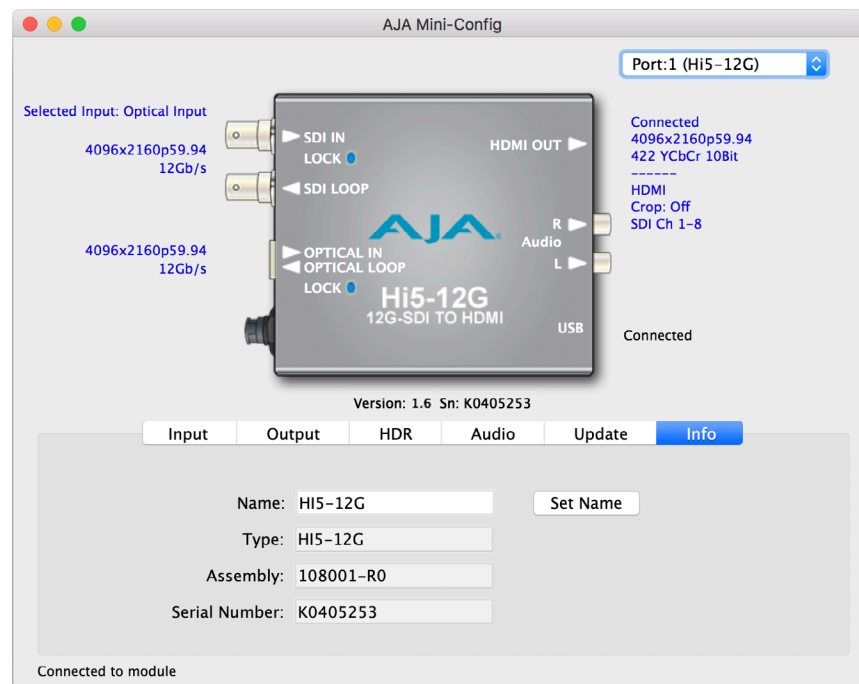 AJA Mini-Config
Port:1 (Hi5-12G)
Selected Input: Optical Input
4096x2160p59.94
12Gb/s
4096x2160p59.94
12Gb/s
SDI IN
LOCK
SDI LOOP
HDMI OUT
AJA
R
Audio
L
OPTICAL IN
OPTICAL LOOP
LOCK
Hi5-12G
12G-SDI TO HDMI
USB
Connected
4096x2160p59.94
422 YCbCr 10Bit
------
HDMI
Crop: Off
SDI Ch 1-8
Connected
Version: 1.6 Sn: K0405253
Input Output HDR Audio Update Info
Name: HI5-12G Set Name
Type: HI5-12G
Assembly: 108001-R0
Serial Number: K0405253
Connected to module